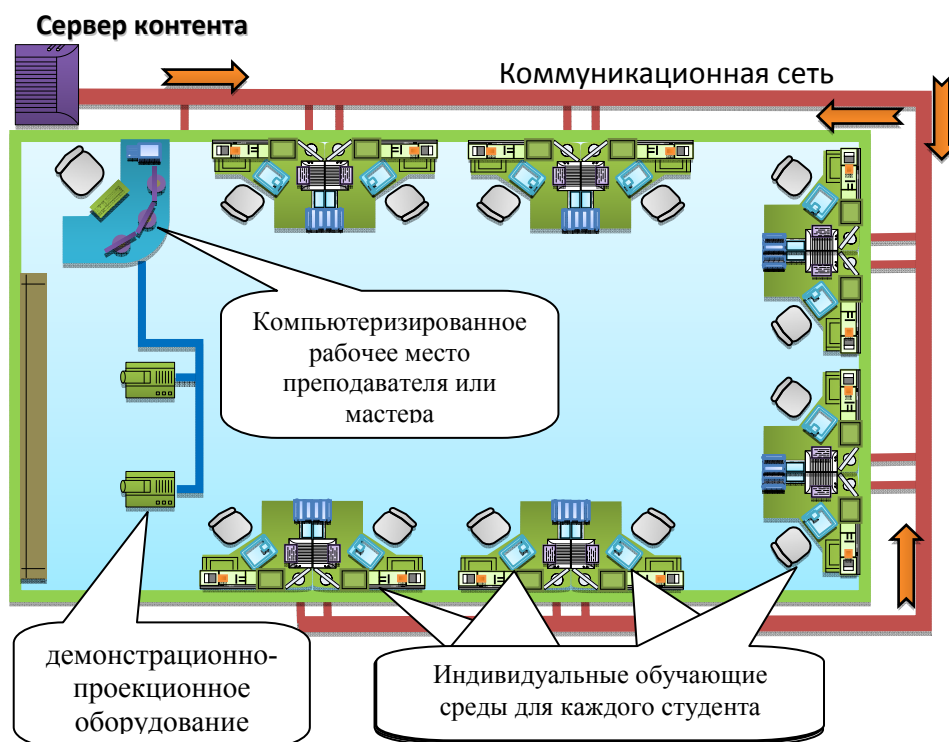 Сервер контента
Коммуникационная сеть
Компьютеризированное
рабочее место
преподавателя или
мастера
демонстрационно-
проекционное
оборудование
Индивидуальные обучающие
среды для каждого студента